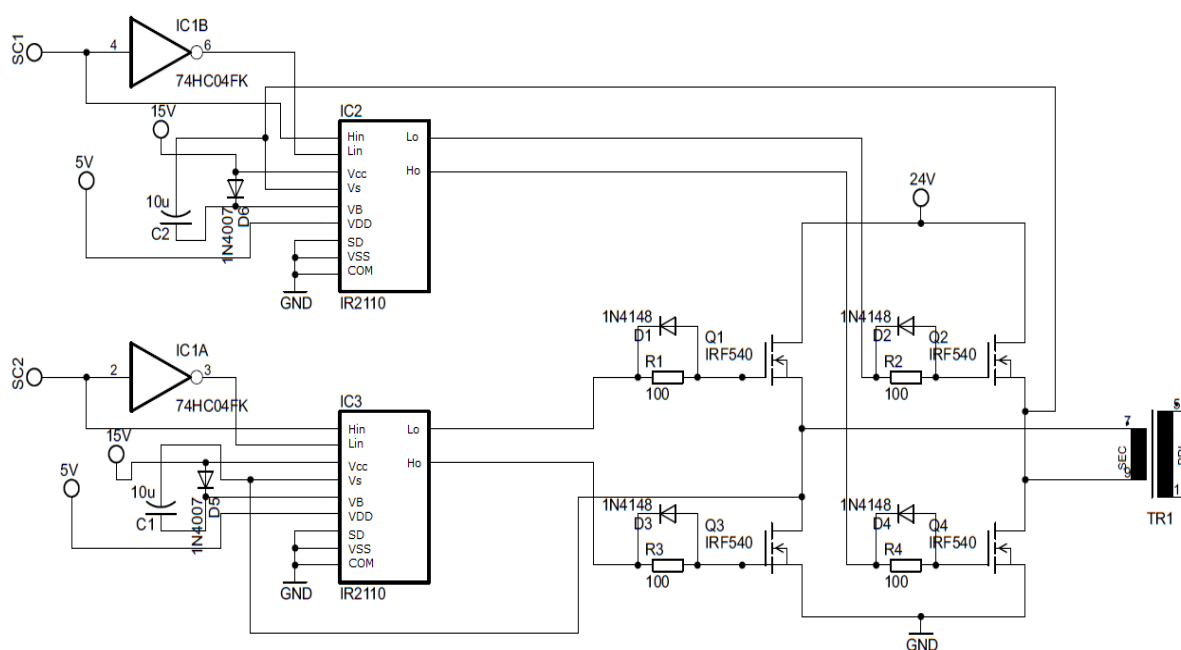 SC1
4
IC1B
6
74HC04FK
15V
5V
10u
C2
1N4007
D6
IC2
Hin
Lin
Vcc
Vs
VB
VDD
SD
VSS
COM
Lo
Ho
GND
IR2110
24V
SC2
2
IC1A
3
74HC04FK
15V
5V
10u
C1
1N4007
D5
IC3
Hin
Lin
Vcc
Vs
VB
VDD
SD
VSS
COM
Lo
Ho
GND
IR2110
1N4148
D1
R1
100
Q1
IRF540
1N4148
D2
R2
100
Q2
IRF540
1N4148
D3
R3
100
Q3
IRF540
1N4148
D4
R4
100
Q4
IRF540
GND
7
SEC
9
5
1
TR1